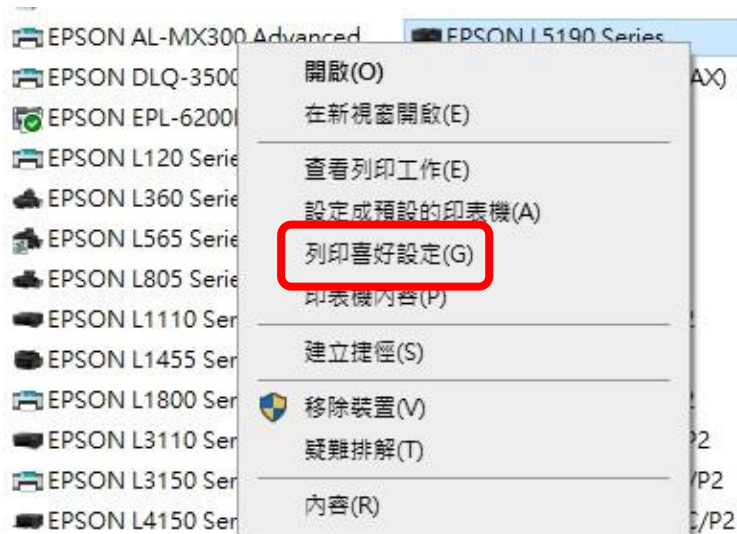 EPSON AL-MX300 Advanced
EPSON L5190 Series
EPSON DLQ-3500
AX)
EPSON EPL-6200
EPSON L120 Serie
EPSON L360 Serie
EPSON L565 Serie
EPSON L805 Serie
EPSON L1110 Ser
EPSON L1455 Ser
EPSON L1800 Ser
EPSON L3110 Ser
P2
EPSON L3150 Ser
/P2
EPSON L4150 Ser
C/P2
開啟(O)
在新視窗開啟(E)
查看列印工作(E)
設定成預設的印表機(A)
列印喜好設定(G)
印表機內容(P)
建立捷徑(S)
移除裝置(V)
疑難排解(T)
內容(R)